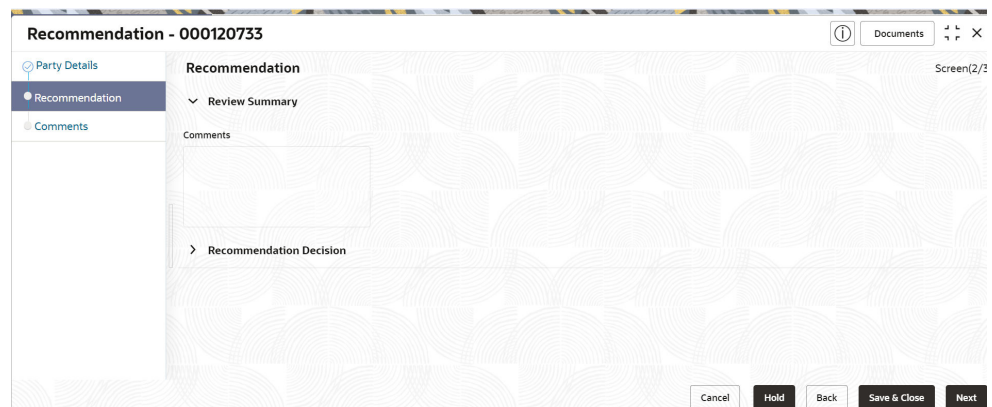 Recommendation - 000120733
Documents
Party Details
Recommendation
Comments
Recommendation
Screen(2/3
Review Summary
Comments
Recommendation Decision
Cancel
Hold
Back
Save & Close
Next